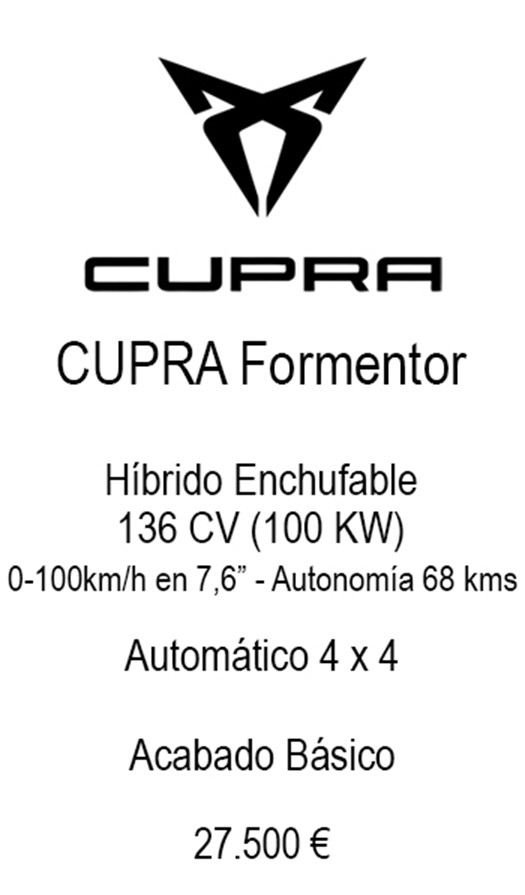 CUPRA
CUPRA Formentor
Híbrido Enchufable
136 CV (100 KW)
0-100km/h en 7,6” - Autonomía 68 kms
Automático 4 x 4
Acabado Básico
27.500 €